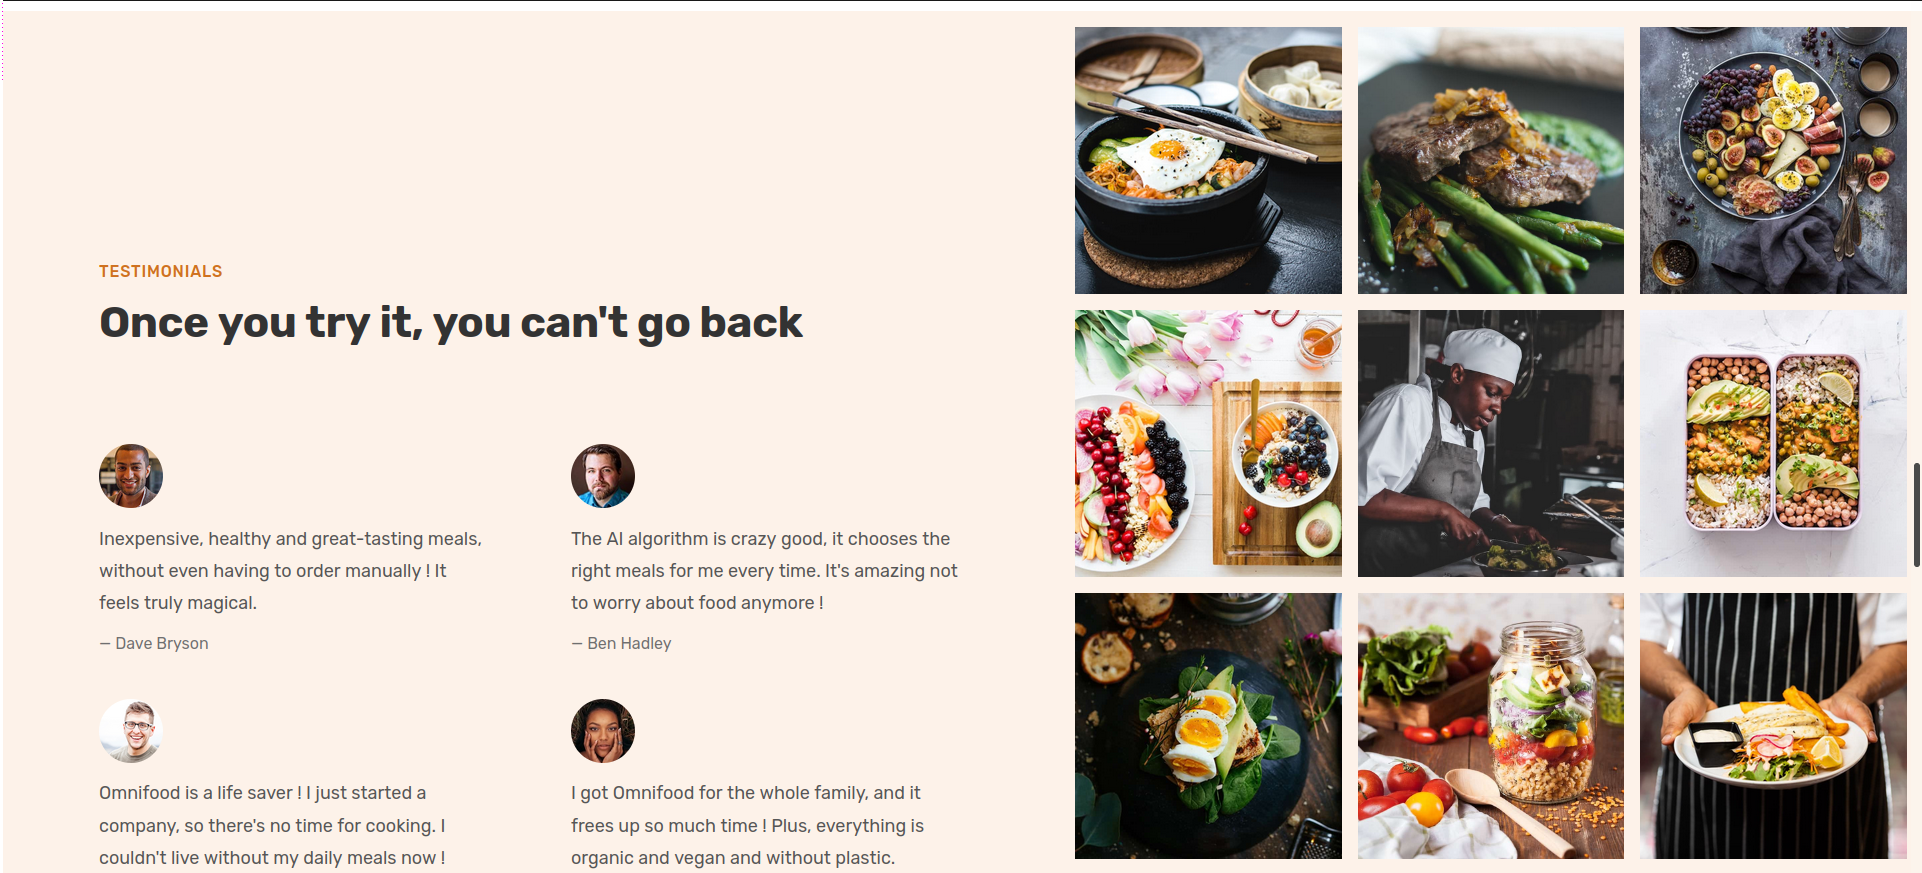 TESTIMONIALS
Once you try it, you can't go back
Inexpensive, healthy and great-tasting meals,
without even having to order manually ! It
feels truly magical.
— Dave Bryson
The AI algorithm is crazy good, it chooses the
right meals for me every time. It's amazing not
to worry about food anymore !
— Ben Hadley
Omnifood is a life saver ! I just started a
company, so there's no time for cooking. I
couldn't live without my daily meals now !
I got Omnifood for the whole family, and it
frees up so much time ! Plus, everything is
organic and vegan and without plastic.